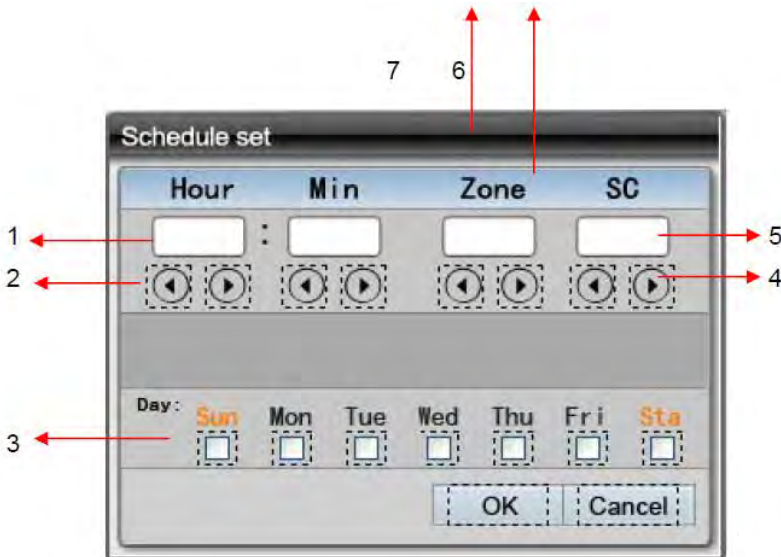 7 6
Schedule set
Hour Min Zone SC
1 : 5
2 4
Day: Sun Mon Tue Wed Thu Fri Sta
3
OK Cancel